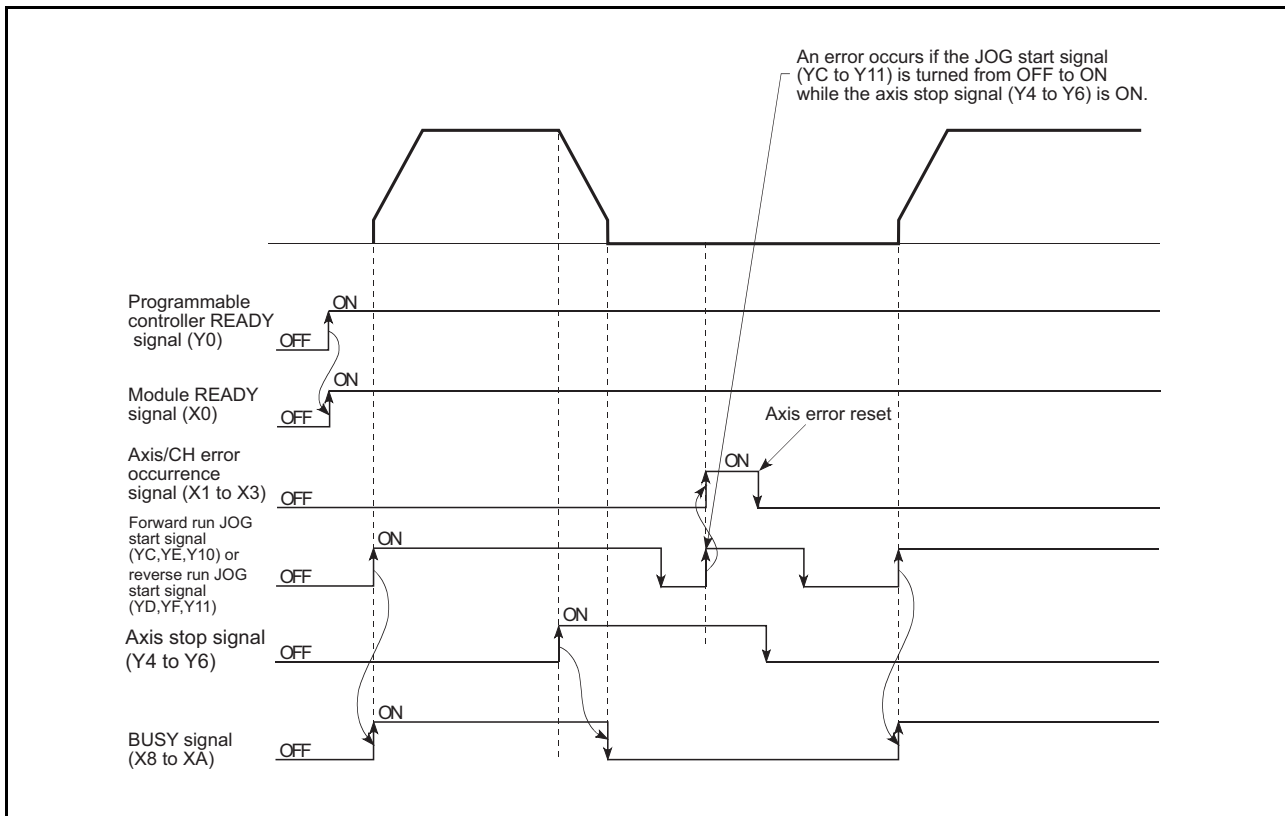 An error occurs if the JOG start signal
(YC to Y11) is turned from OFF to ON
while the axis stop signal (Y4 to Y6) is ON.
Programmable
controller READY
signal (Y0)
OFF
ON
Module READY
signal (X0)
OFF
ON
Axis error reset
Axis/CH error
occurrence
signal (X1 to X3)
OFF
ON
Forward run JOG
start signal
(YC,YE,Y10) or
reverse run JOG
start signal
(YD,YF,Y11)
OFF
ON
Axis stop signal
(Y4 to Y6)
OFF
ON
BUSY signal
(X8 to XA)
OFF
ON